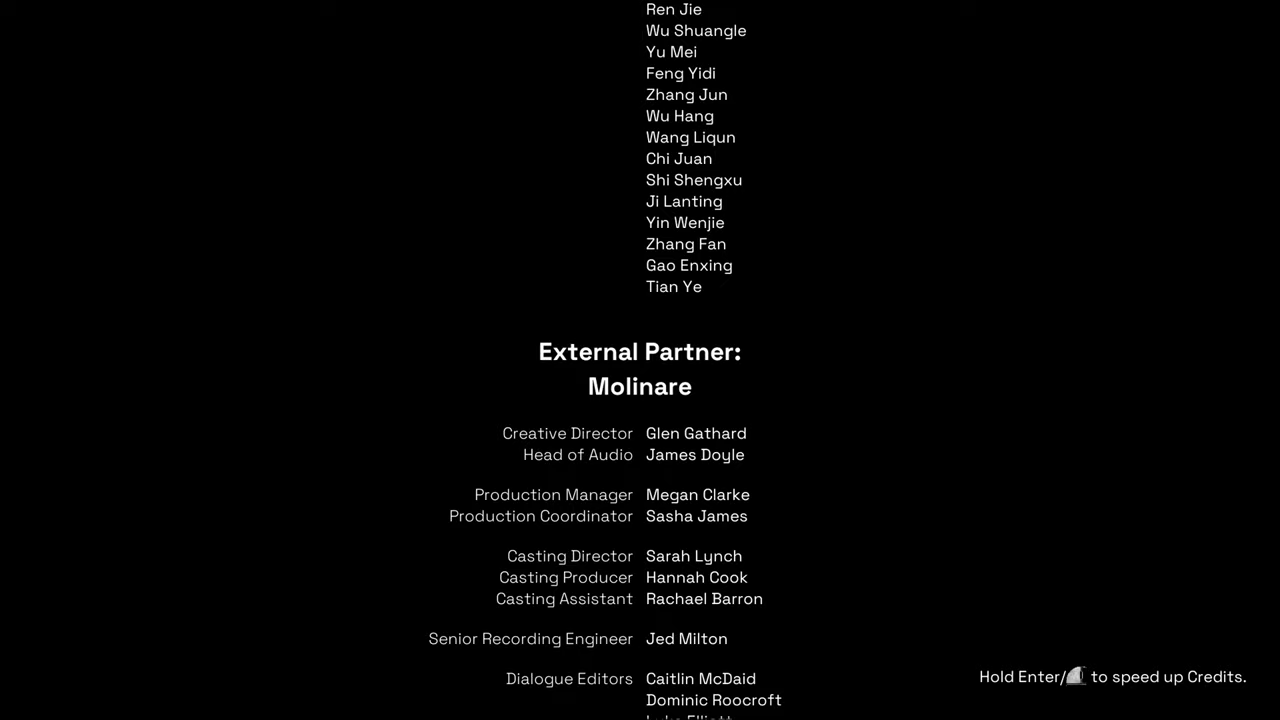 Ren Jie
Wu Shuangle
Yu Mei
Feng Yidi
Zhang Jun
Wu Hang
Wang Liqun
Chi Juan
Shi Shengxu
Ji Lanting
Yin Wenjie
Zhang Fan
Gao Enxing
Tian Ye
External Partner:
Molinare
Creative Director Glen Gathard
Head of Audio James Doyle
Production Manager Megan Clarke
Production Coordinator Sasha James
Casting Director Sarah Lynch
Casting Producer Hannah Cook
Casting Assistant Rachael Barron
Senior Recording Engineer Jed Milton
Dialogue Editors Caitlin McDaid
Dominic Roocroft
Hold Enter/ to speed up Credits.